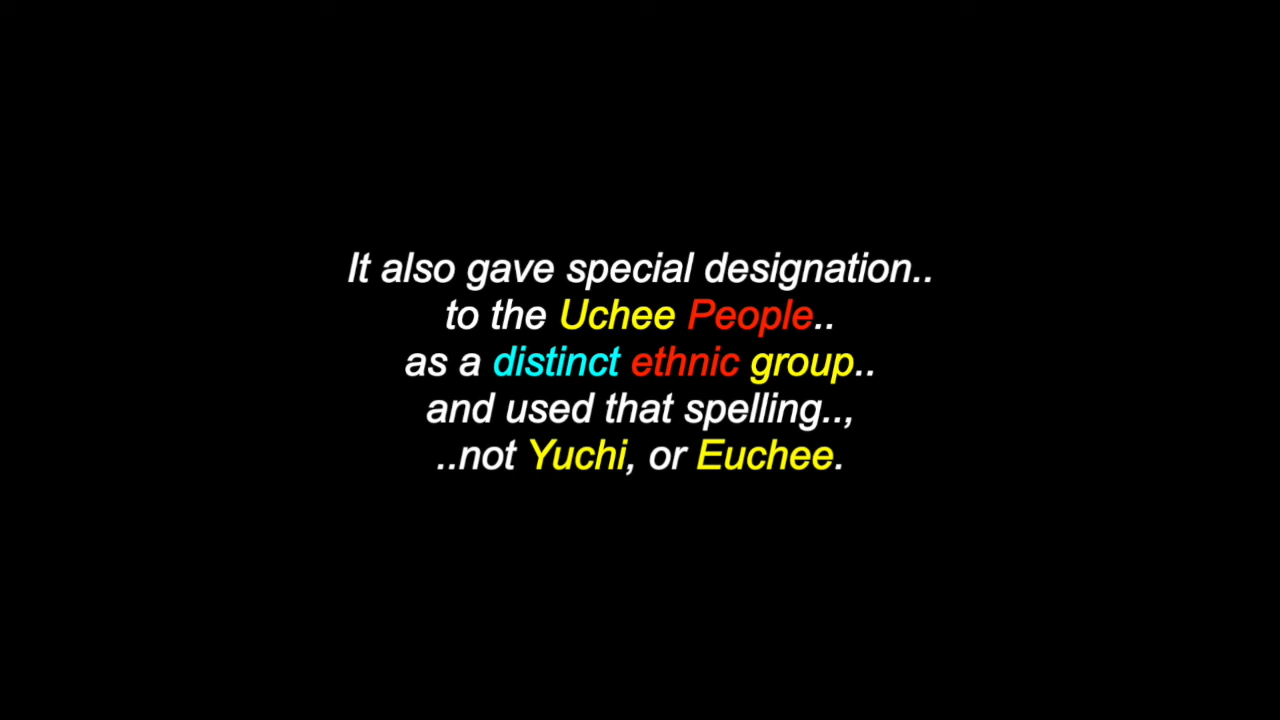 It also gave special designation..
to the Uchee People..
as a distinct ethnic group..
and used that spelling..,
..not Yuchi, or Euchee.